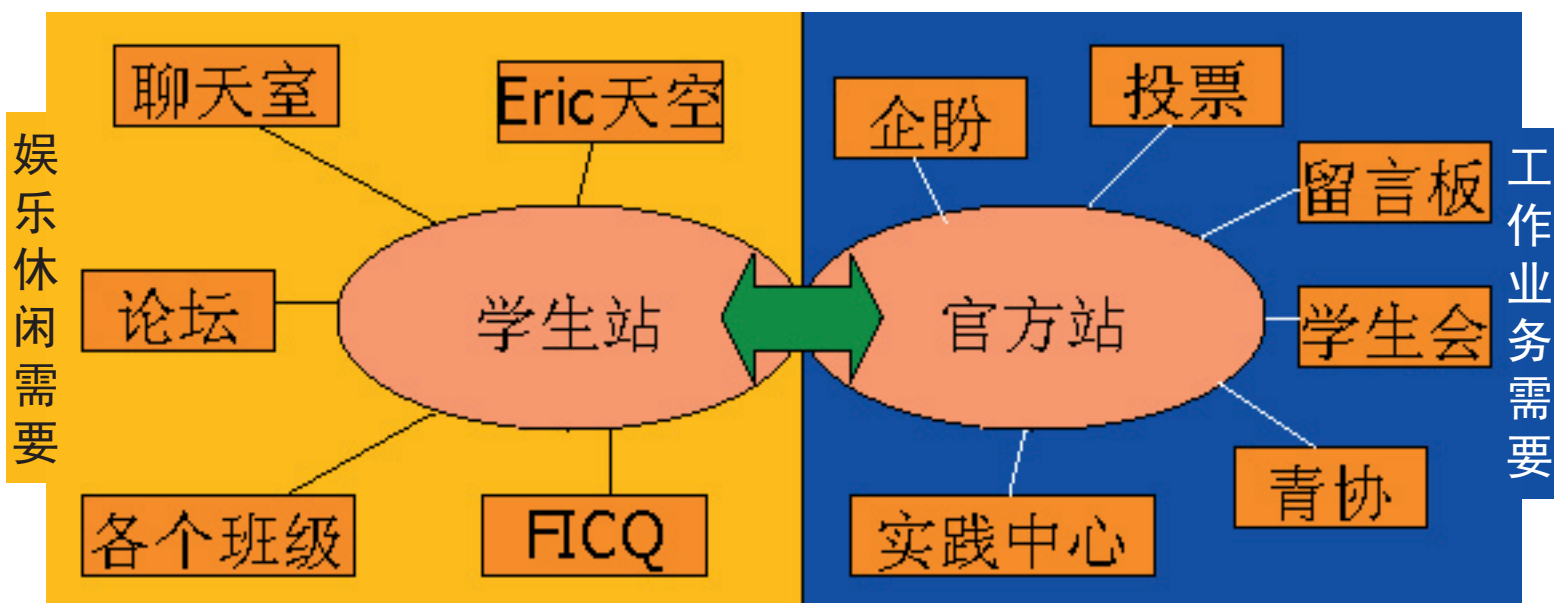 娱乐休闲需要
聊天室
Eric天空
论坛
学生站
各个班级
FICQ
企盼
投票
留言板
官方站
学生会
青协
实践中心
工作业务需要